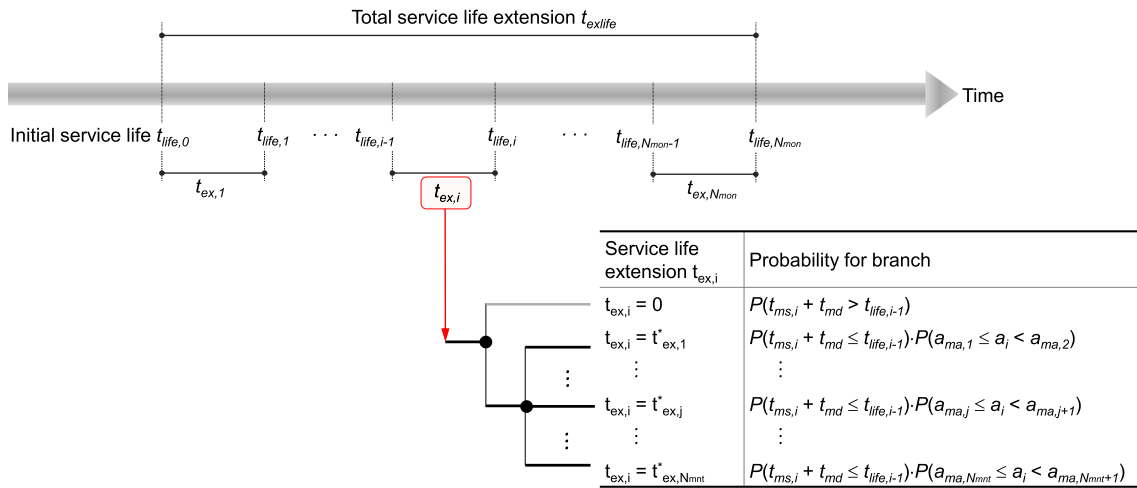 Total service life extension t_exlife
Time
Initial service life t_life,0 t_life,1 · · · t_life,i-1 t_life,i · · · t_life,Nmon-1 t_life,Nmon
t_ex,1 t_ex,i t_ex,Nmon
Service life extension t_ex,i | Probability for branch
t_ex,i = 0 | P(t_ms,i + t_md > t_life,i-1)
t_ex,i = t*_ex,1 | P(t_ms,i + t_md ≤ t_life,i-1)·P(a_ma,1 ≤ a_i < a_ma,2)
⋮ ⋮ ⋮
t_ex,i = t*_ex,j | P(t_ms,i + t_md ≤ t_life,i-1)·P(a_ma,j ≤ a_i < a_ma,j+1)
⋮ ⋮ ⋮
t_ex,i = t*_ex,Nmnt | P(t_ms,i + t_md ≤ t_life,i-1)·P(a_ma,Nmnt ≤ a_i < a_ma,Nmnt+1)